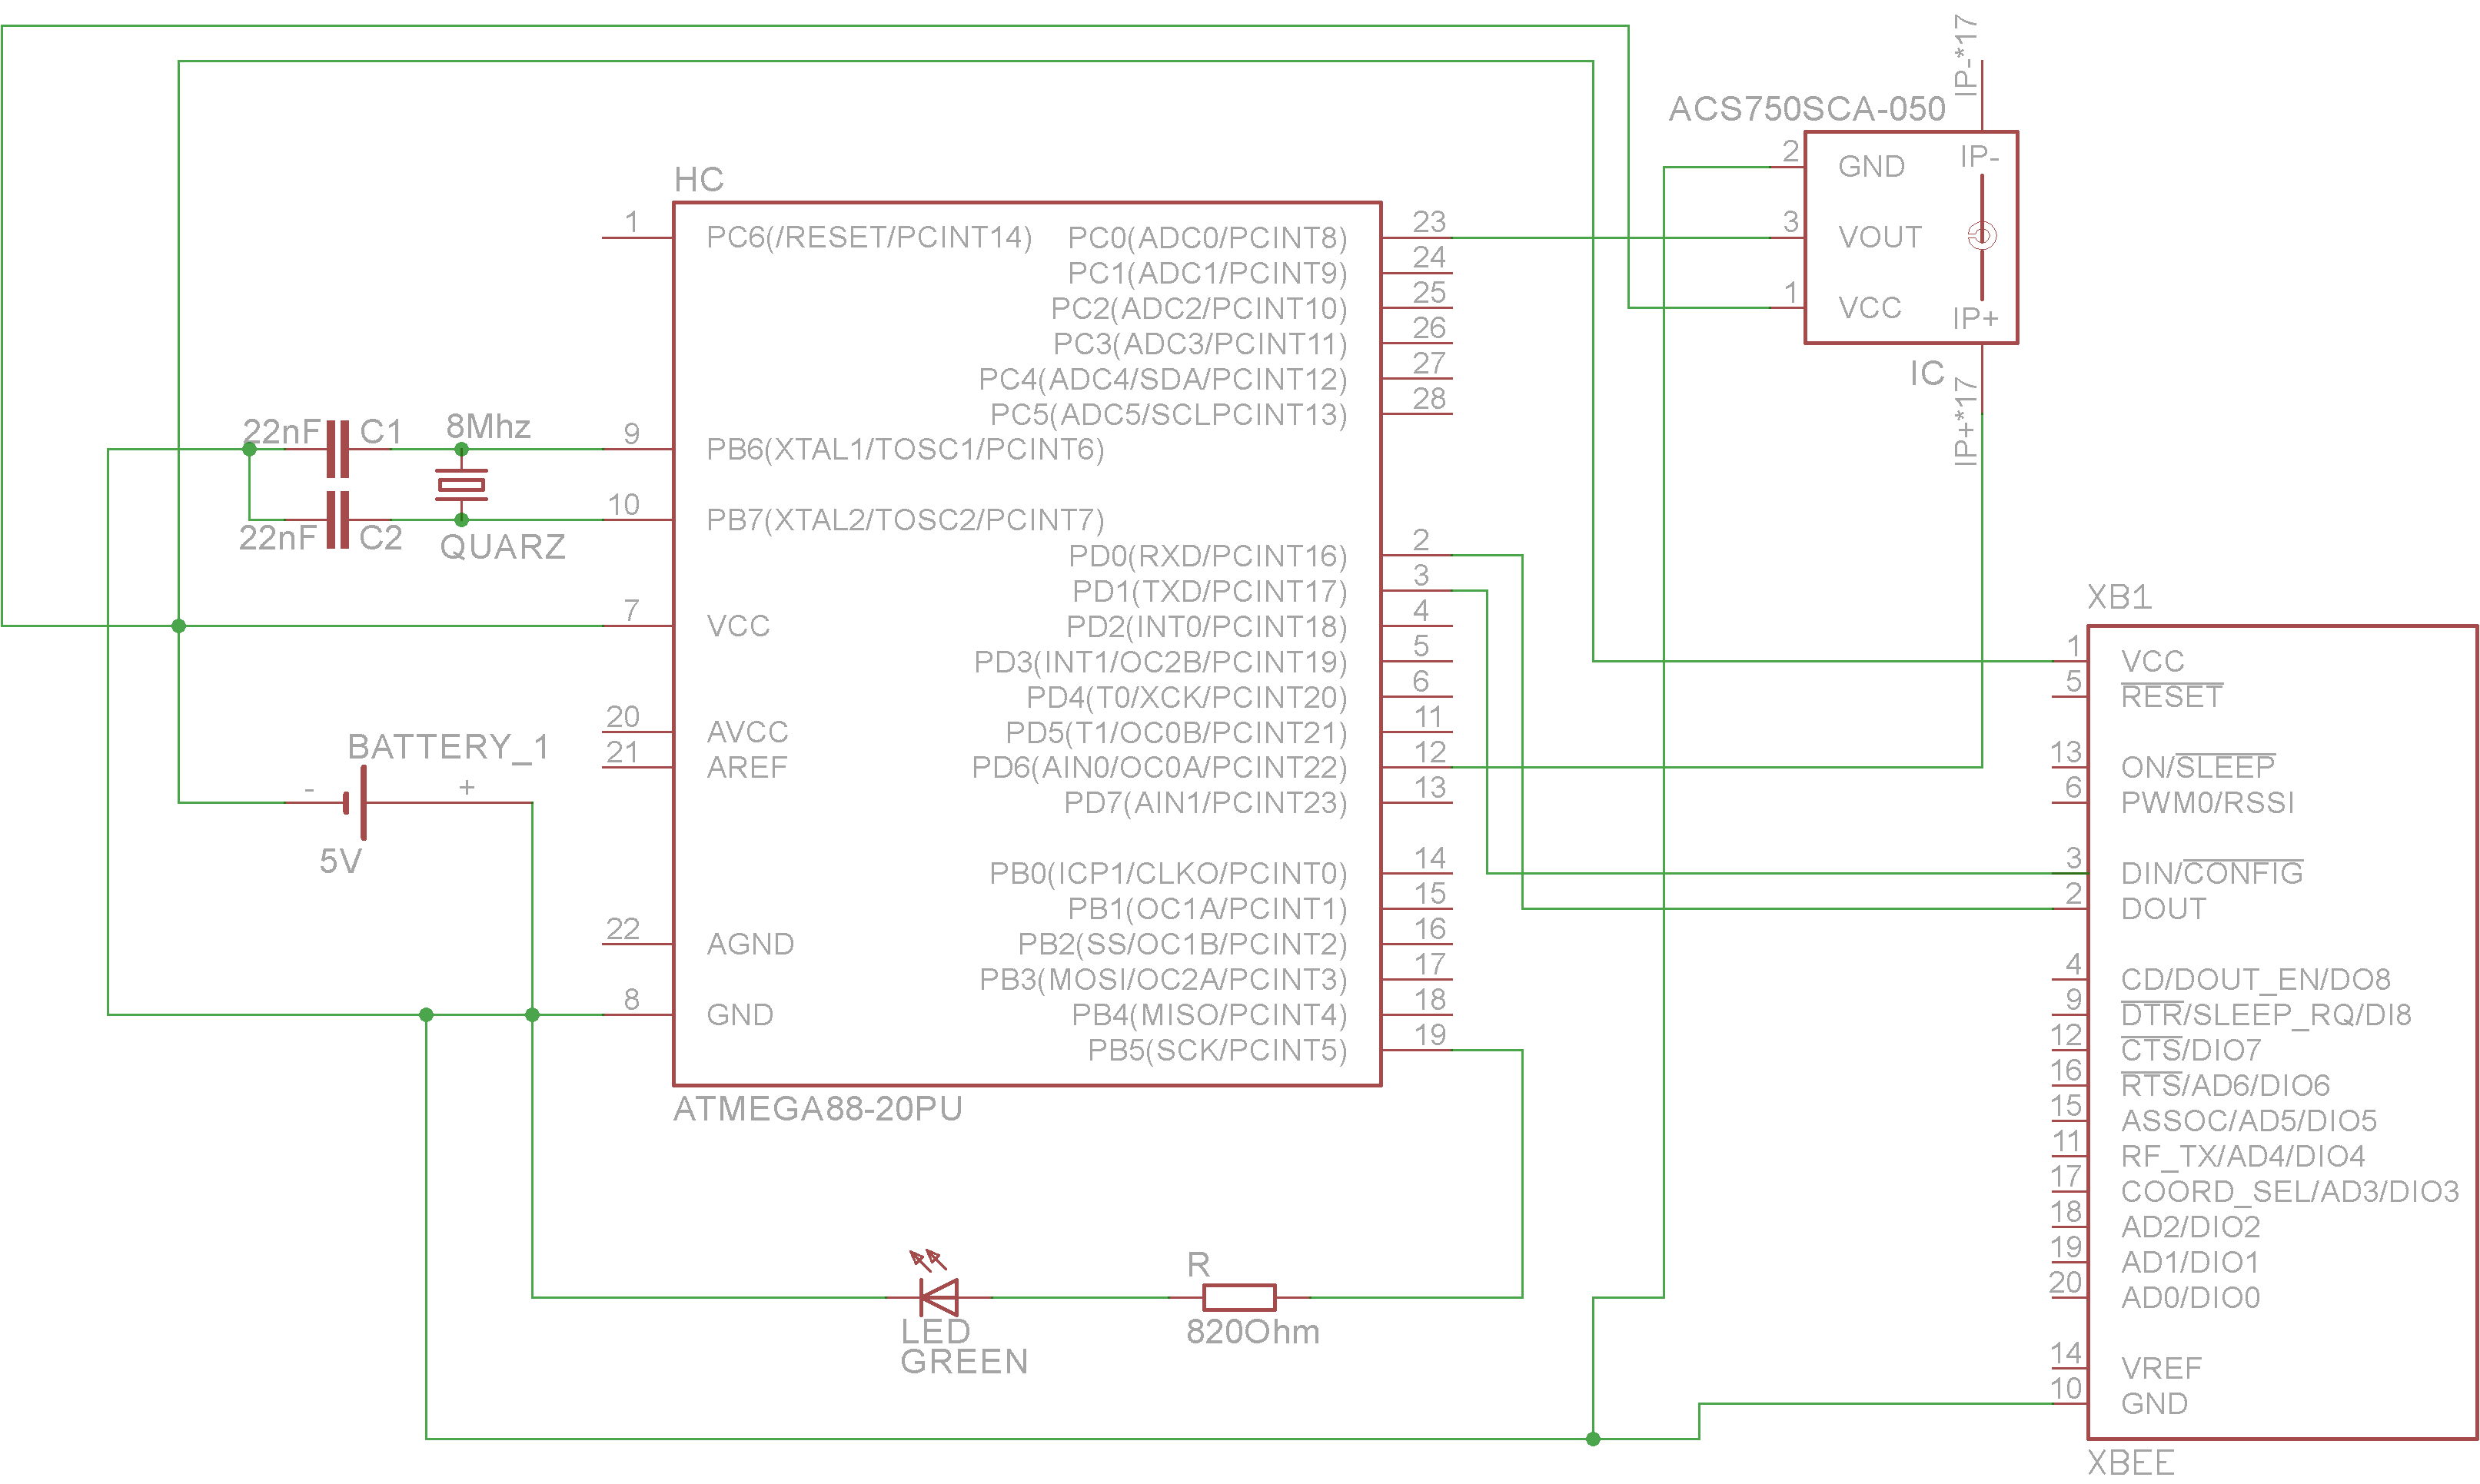 IP-*17
ACS750SCA-050
2
GND
IP-
3
VOUT
1
VCC
IP+
IC
IP+*17
HC
1
PC6(/RESET/PCINT14)
PC0(ADC0/PCINT8)
23
PC1(ADC1/PCINT9)
24
PC2(ADC2/PCINT10)
25
PC3(ADC3/PCINT11)
26
PC4(ADC4/SDA/PCINT12)
27
PC5(ADC5/SCLPCINT13)
28
22nF
C1
8Mhz
9
PB6(XTAL1/TOSC1/PCINT6)
22nF
C2
QUARZ
10
PB7(XTAL2/TOSC2/PCINT7)
PD0(RXD/PCINT16)
2
PD1(TXD/PCINT17)
3
7
VCC
PD2(INT0/PCINT18)
4
PD3(INT1/OC2B/PCINT19)
5
PD4(T0/XCK/PCINT20)
6
20
AVCC
PD5(T1/OC0B/PCINT21)
11
21
AREF
PD6(AIN0/OC0A/PCINT22)
12
PD7(AIN1/PCINT23)
13
BATTERY_1
-
+
5V
PB0(ICP1/CLKO/PCINT0)
14
PB1(OC1A/PCINT1)
15
22
AGND
PB2(SS/OC1B/PCINT2)
16
PB3(MOSI/OC2A/PCINT3)
17
8
GND
PB4(MISO/PCINT4)
18
PB5(SCK/PCINT5)
19
ATMEGA88-20PU
LED
GREEN
R
820Ohm
XB1
1
VCC
5
RESET
13
ON/SLEEP
6
PWM0/RSSI
3
DIN/CONFIG
2
DOUT
4
CD/DOUT_EN/DO8
9
DTR/SLEEP_RQ/DI8
12
CTS/DIO7
16
RTS/AD6/DIO6
15
ASSOC/AD5/DIO5
11
RF_TX/AD4/DIO4
17
COORD_SEL/AD3/DIO3
18
AD2/DIO2
19
AD1/DIO1
20
AD0/DIO0
14
VREF
10
GND
XBEE